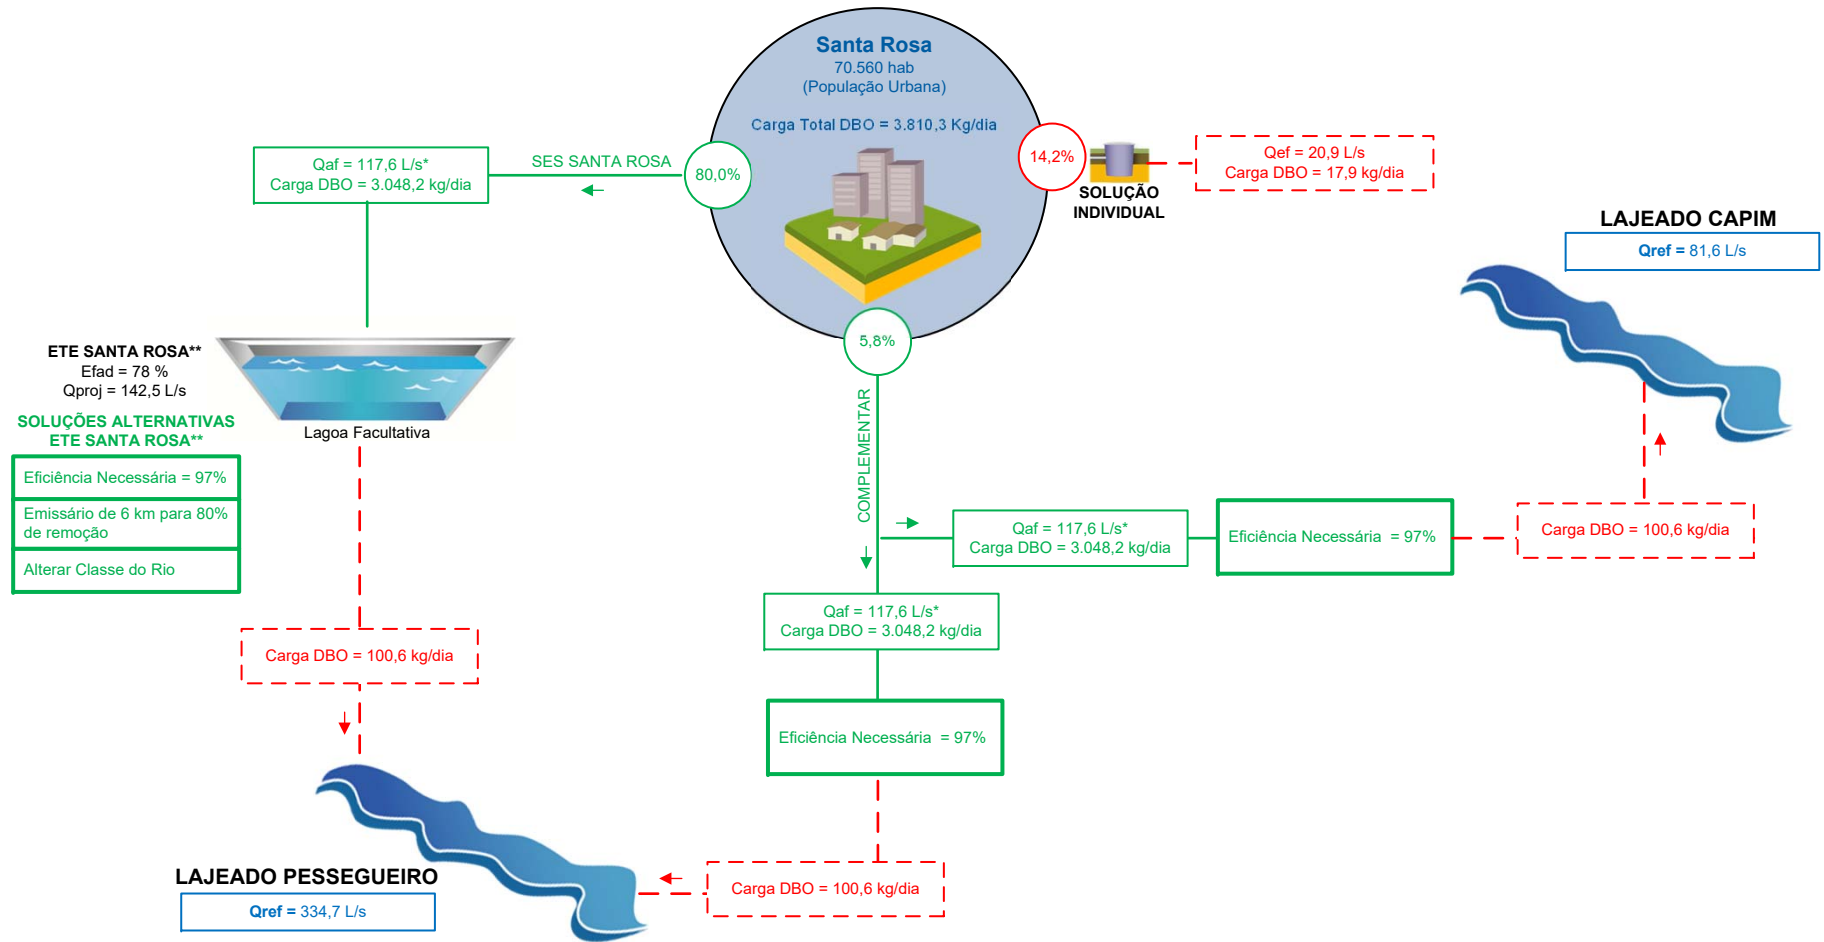 Santa Rosa
70.560 hab
(População Urbana)
Carga Total DBO = 3.810,3 Kg/dia
80,0%
SES SANTA ROSA
Qaf = 117,6 L/s*
Carga DBO = 3.048,2 kg/dia
14,2%
SOLUÇÃO
INDIVIDUAL
Qef = 20,9 L/s
Carga DBO = 17,9 kg/dia
LAJEADO CAPIM
Qref = 81,6 L/s
5,8%
COMPLEMENTAR
ETE SANTA ROSA**
Efad = 78 %
Qproj = 142,5 L/s
Lagoa Facultativa
SOLUÇÕES ALTERNATIVAS
ETE SANTA ROSA**
Eficiência Necessária = 97%
Emissário de 6 km para 80%
de remoção
Alterar Classe do Rio
Qaf = 117,6 L/s*
Carga DBO = 3.048,2 kg/dia
Eficiência Necessária = 97%
Carga DBO = 100,6 kg/dia
Qaf = 117,6 L/s*
Carga DBO = 3.048,2 kg/dia
Carga DBO = 100,6 kg/dia
Eficiência Necessária = 97%
LAJEADO PESSEGUEIRO
Qref = 334,7 L/s
Carga DBO = 100,6 kg/dia